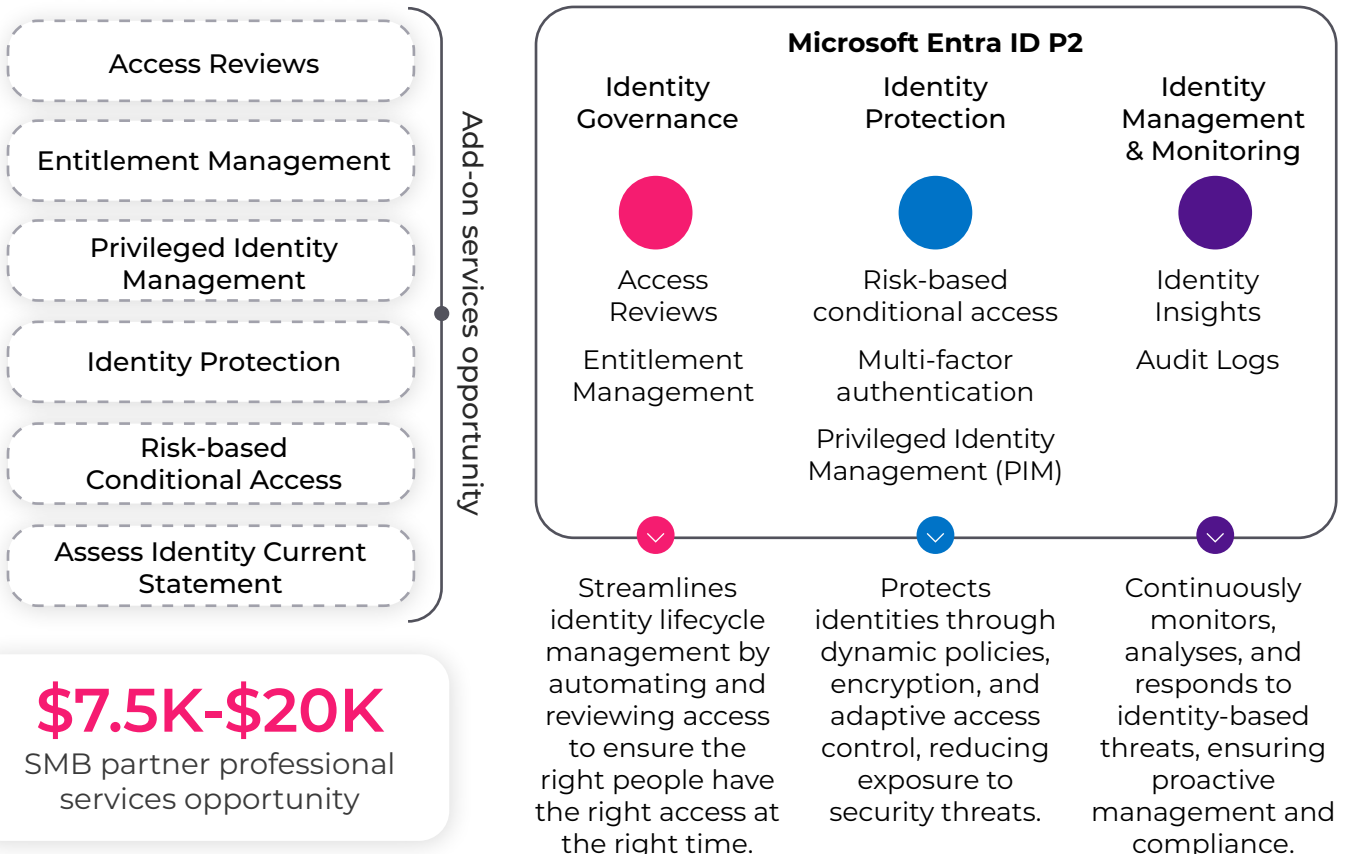 Access Reviews
Entitlement Management
Privileged Identity
Management
Identity Protection
Risk-based
Conditional Access
Assess Identity Current
Statement
Add-on services opportunity
$7.5K-$20K
SMB partner professional
services opportunity
Microsoft Entra ID P2
Identity
Governance
Access
Reviews
Entitlement
Management
Streamlines
identity lifecycle
management by
automating and
reviewing access
to ensure the
right people have
the right access at
the right time.
Identity
Protection
Risk-based
conditional access
Multi-factor
authentication
Privileged Identity
Management (PIM)
Protects
identities through
dynamic policies,
encryption, and
adaptive access
control, reducing
exposure to
security threats.
Identity
Management
& Monitoring
Identity
Insights
Audit Logs
Continuously
monitors,
analyses, and
responds to
identity-based
threats, ensuring
proactive
management and
compliance.